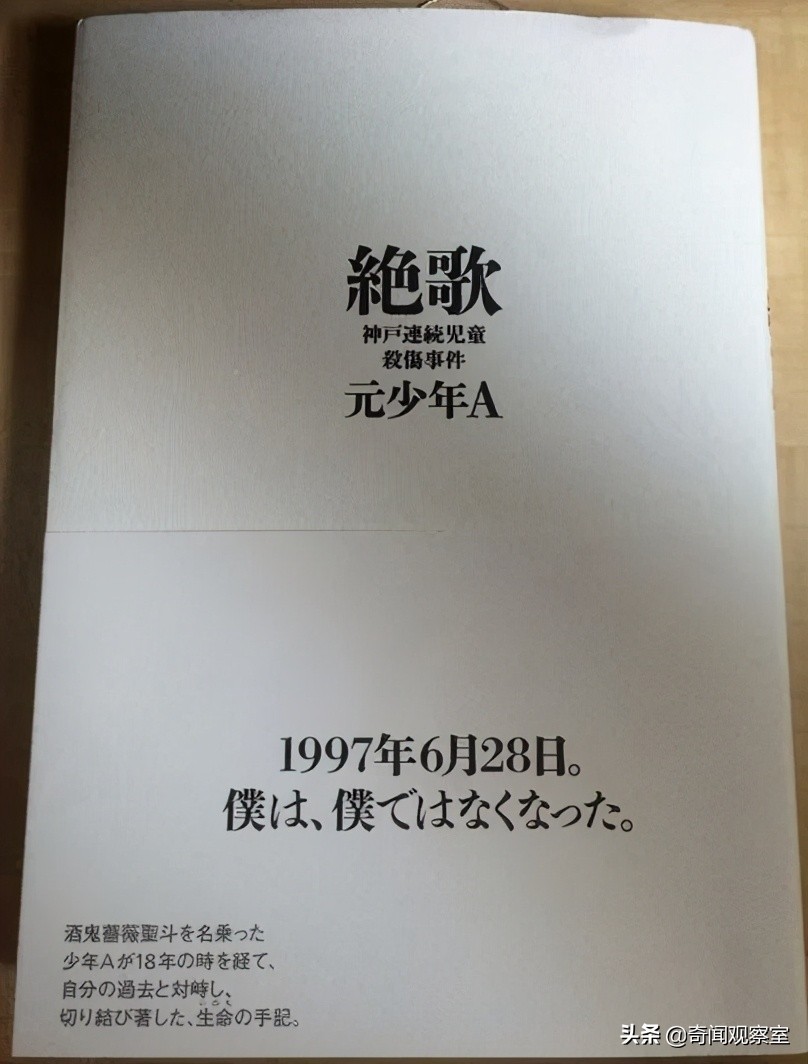 絶歌
神戸連続児童
殺傷事件
元少年A
1997年6月28日。
僕は、僕ではなくなった。
酒鬼薔薇聖斗を名乗った
少年Aが18年の時を経て、
自分の過去と対峙し、
切り結び著した、生命の手記。
いのち
头条 @奇闻观察室